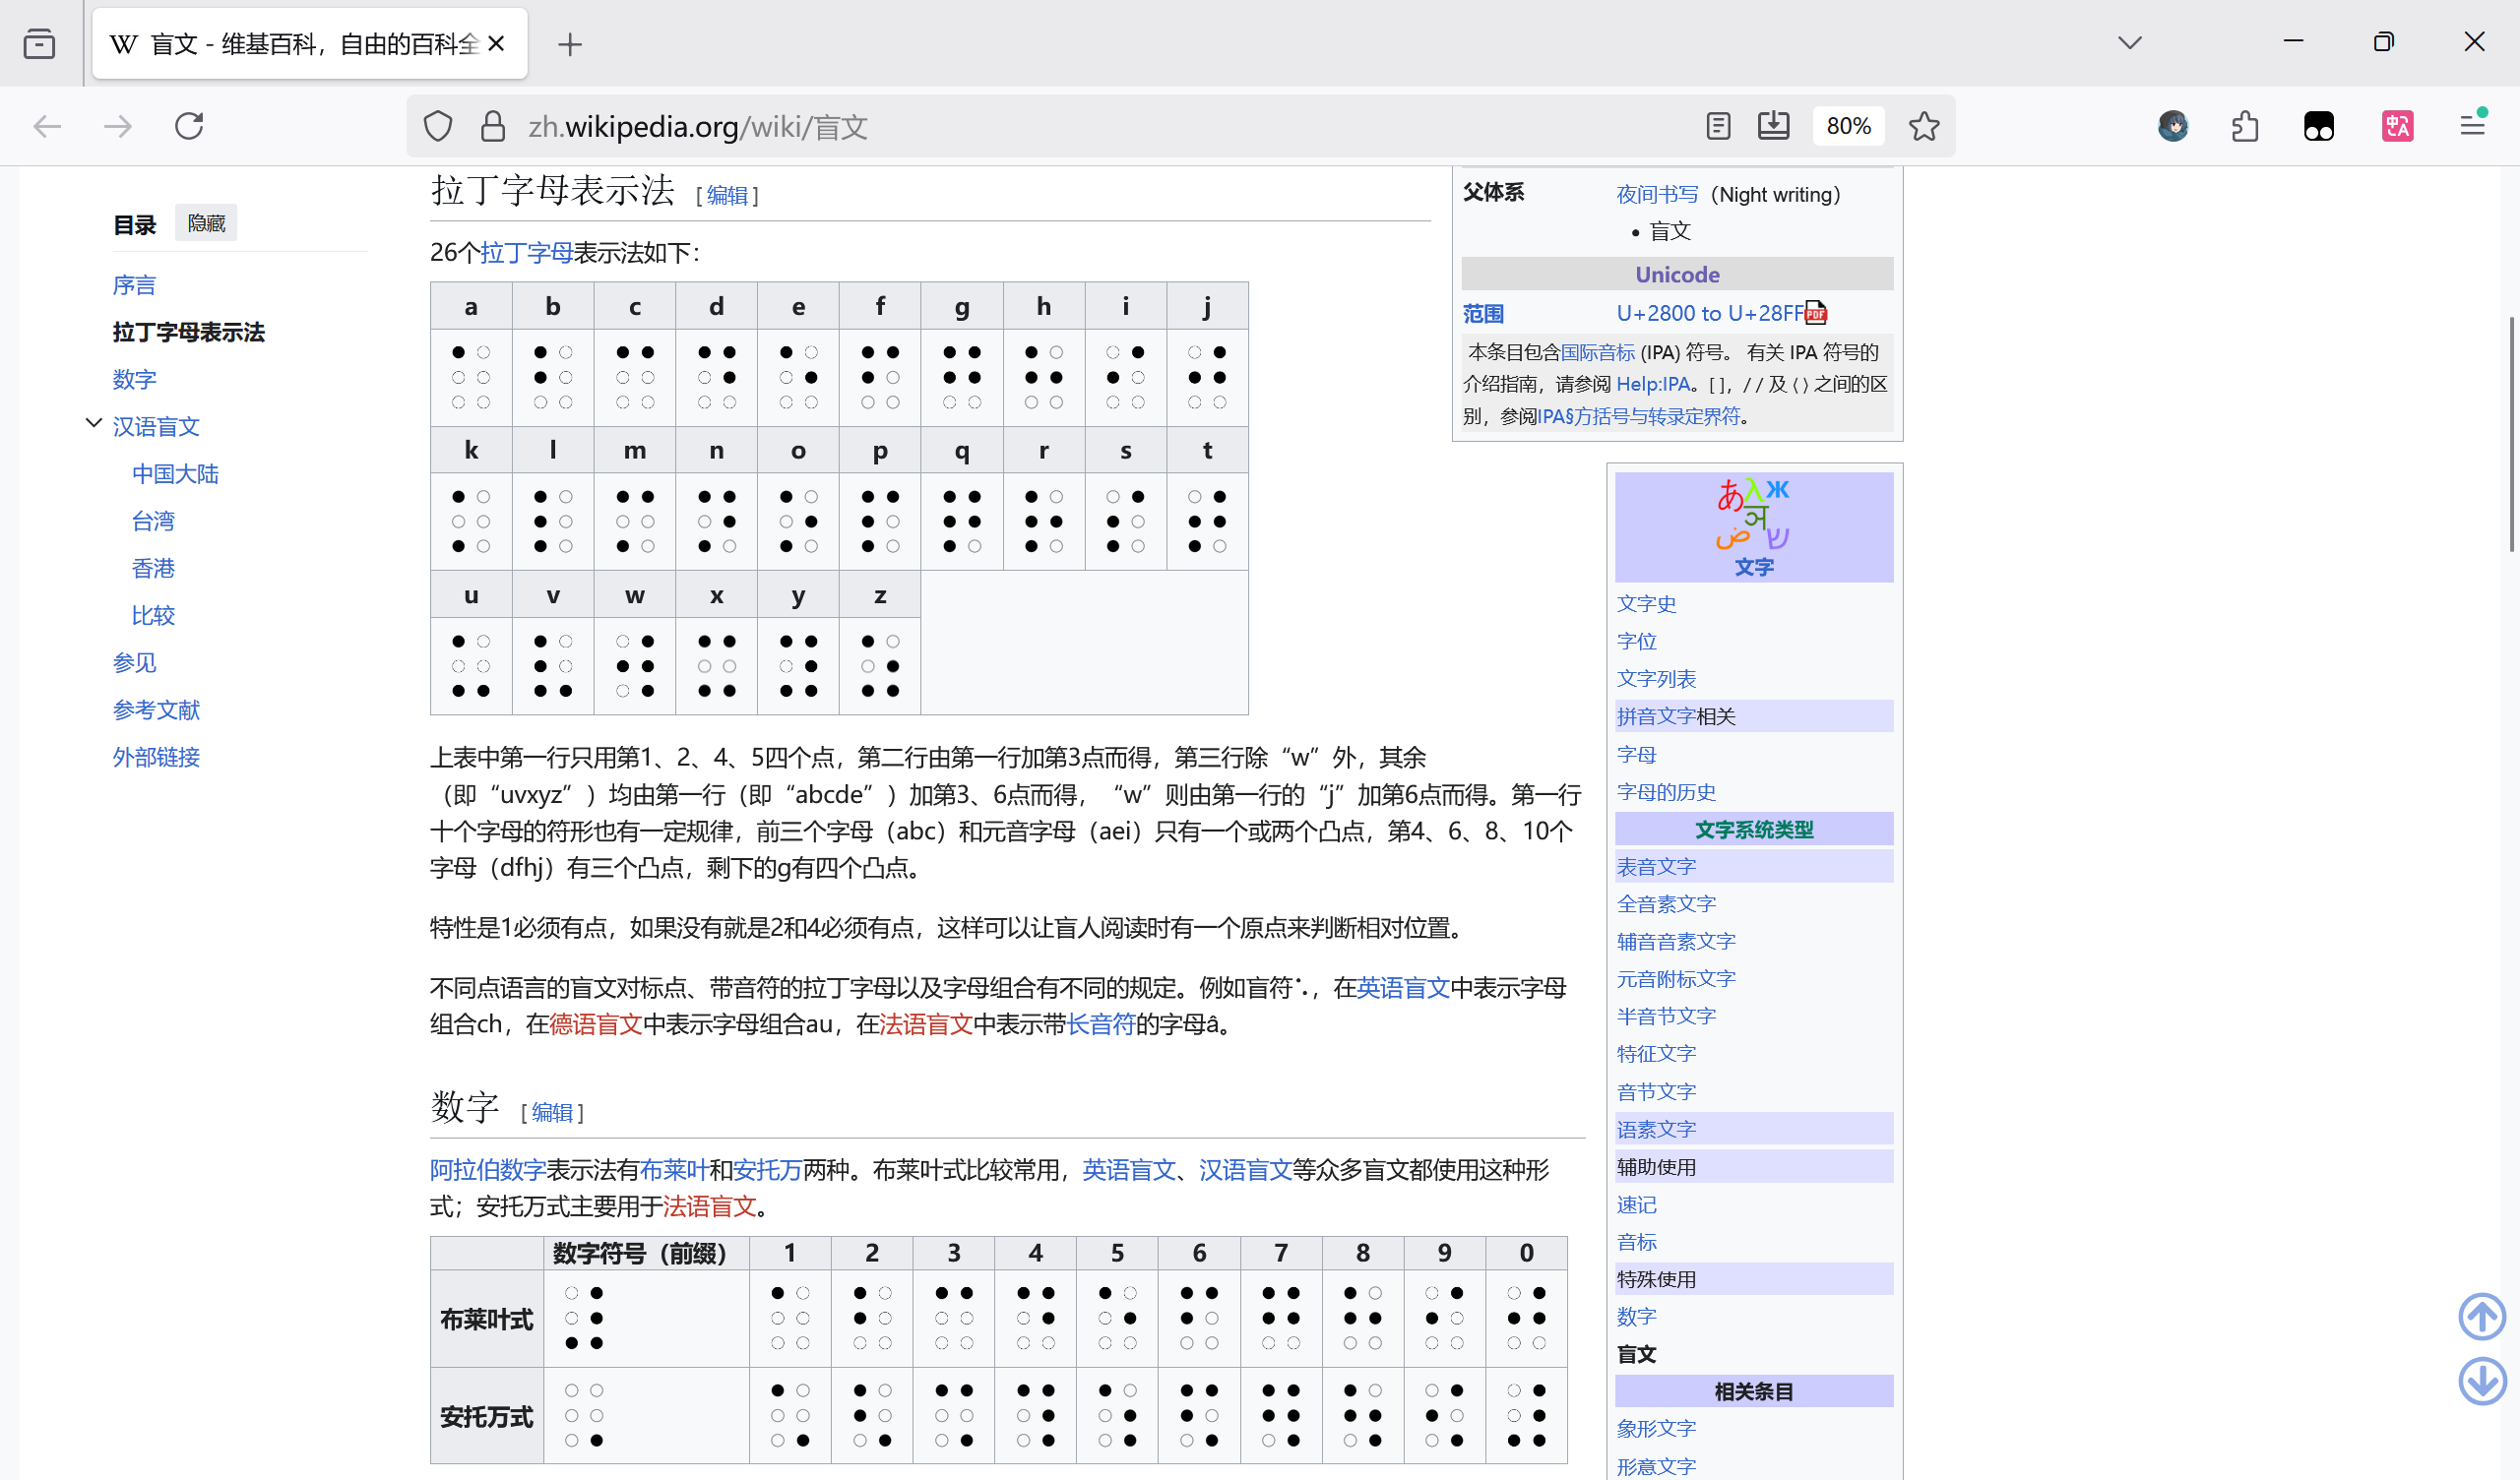 盲文 - 维基百科，自由的百科全
zh.wikipedia.org/wiki/盲文
80%
目录 隐藏
序言
拉丁字母表示法
数字
汉语盲文
中国大陆
台湾
香港
比较
参见
参考文献
外部链接
拉丁字母表示法 [编辑]
26个拉丁字母表示法如下：
a b c d e f g h i j
k l m n o p q r s t
u v w x y z
上表中第一行只用第1、2、4、5四个点，第二行由第一行加第3点而得，第三行除“w”外，其余
（即“uvxyz”）均由第一行（即“abcde”）加第3、6点而得，“w”则由第一行的“j”加第6点而得。第一行
十个字母的符形也有一定规律，前三个字母（abc）和元音字母（aei）只有一个或两个凸点，第4、6、8、10个
字母（dfhj）有三个凸点，剩下的g有四个凸点。
特性是1必须有点，如果没有就是2和4必须有点，这样可以让盲人阅读时有一个原点来判断相对位置。
不同点语言的盲文对标点、带音符的拉丁字母以及字母组合有不同的规定。例如盲符⠡，在英语盲文中表示字母
组合ch，在德语盲文中表示字母组合au，在法语盲文中表示带长音符的字母â。
数字 [编辑]
阿拉伯数字表示法有布莱叶和安托万两种。布莱叶式比较常用，英语盲文、汉语盲文等众多盲文都使用这种形
式；安托万式主要用于法语盲文。
数字符号（前缀） 1 2 3 4 5 6 7 8 9 0
布莱叶式
安托万式
父体系 夜间书写（Night writing）
• 盲文
Unicode
范围 U+2800 to U+28FF PDF
本条目包含国际音标 (IPA) 符号。 有关 IPA 符号的
介绍指南，请参阅 Help:IPA。[ ]，/ / 及 ⟨ ⟩ 之间的区
别，参阅IPA§方括号与转录定界符。
あ λ Ж
अ
ض ש
文字
文字史
字位
文字列表
拼音文字相关
字母
字母的历史
文字系统类型
表音文字
全音素文字
辅音音素文字
元音附标文字
半音节文字
特征文字
音节文字
语素文字
辅助使用
速记
音标
特殊使用
数字
盲文
相关条目
象形文字
形意文字